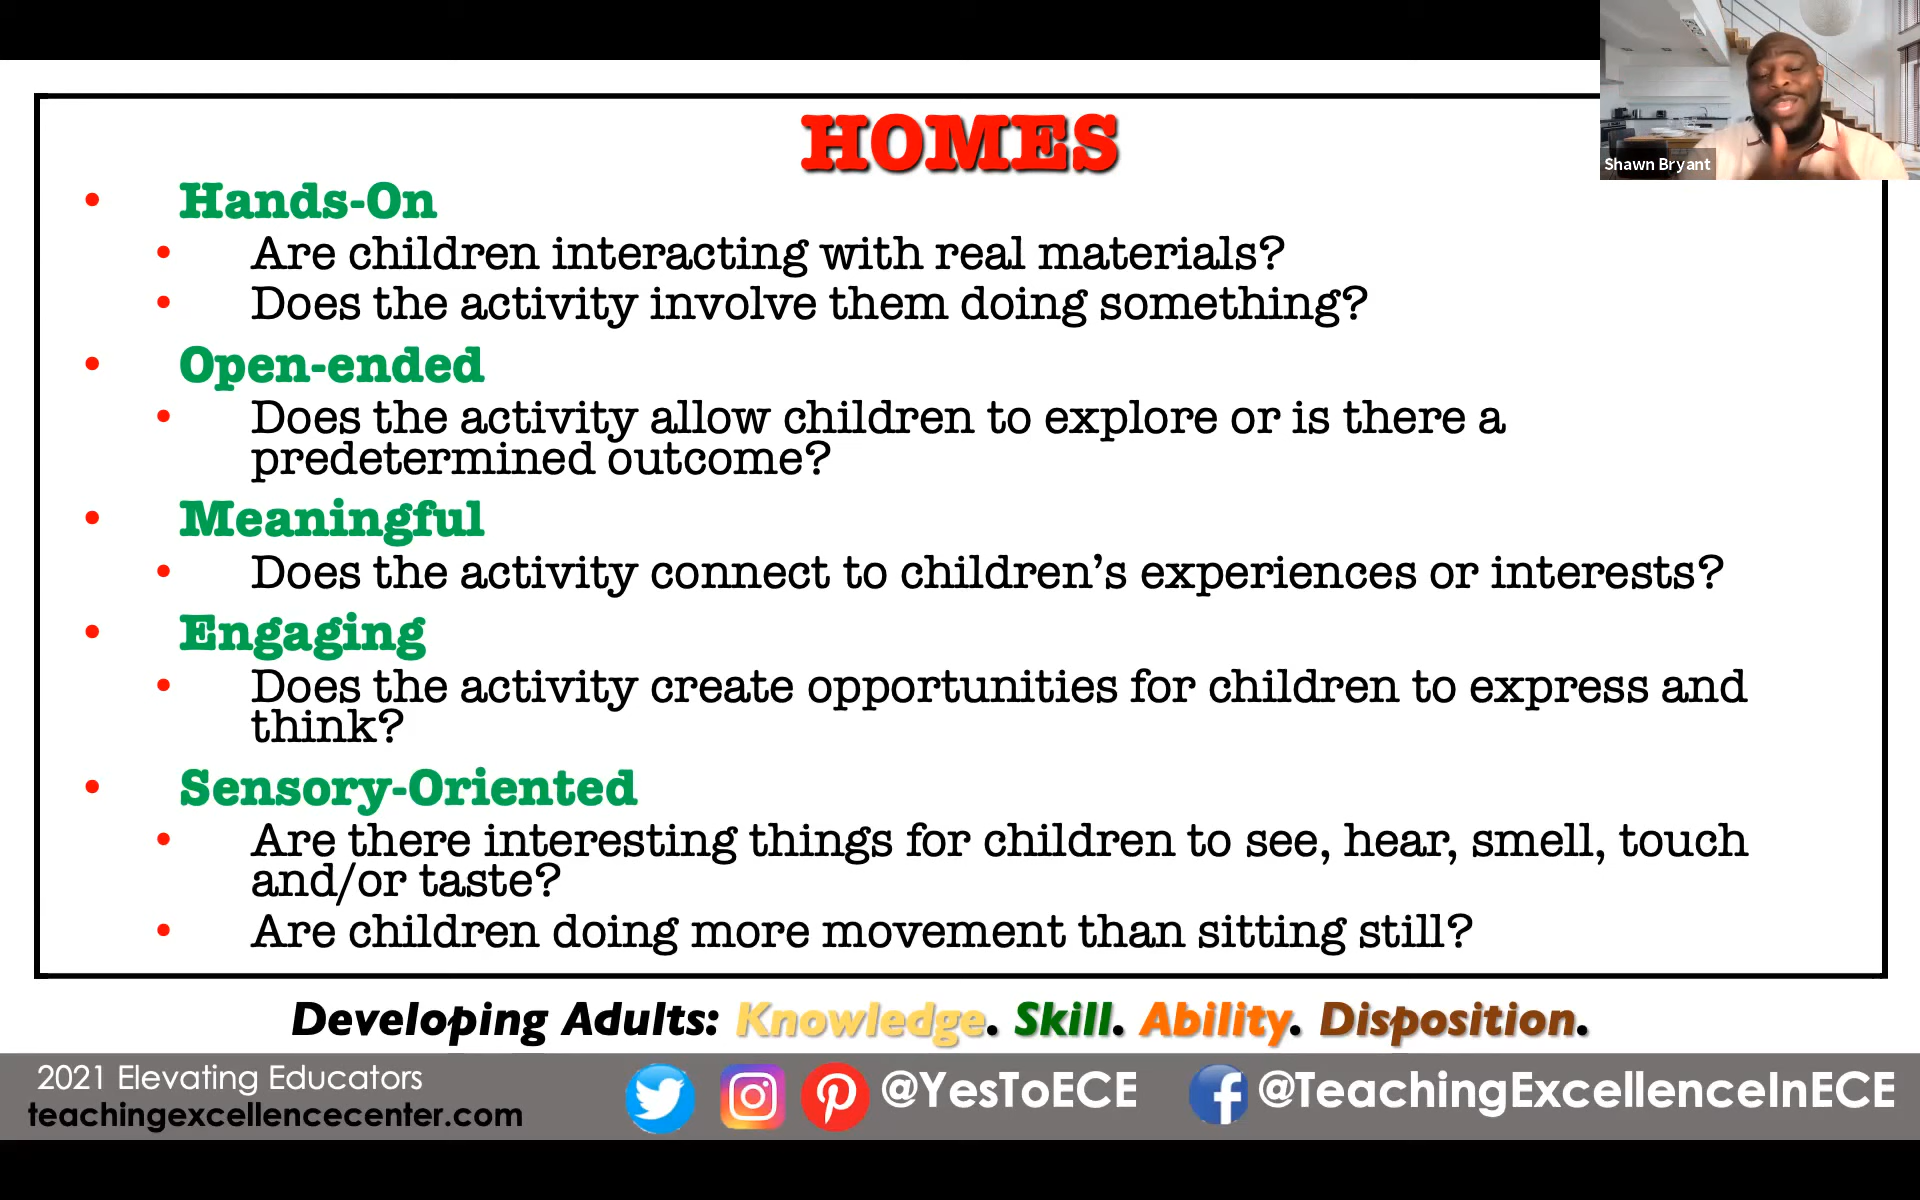 HOMES
Shawn Bryant
• Hands-On
• Are children interacting with real materials?
• Does the activity involve them doing something?
• Open-ended
• Does the activity allow children to explore or is there a
predetermined outcome?
• Meaningful
• Does the activity connect to children’s experiences or interests?
• Engaging
• Does the activity create opportunities for children to express and
think?
• Sensory-Oriented
• Are there interesting things for children to see, hear, smell, touch
and/or taste?
• Are children doing more movement than sitting still?
Developing Adults: Knowledge. Skill. Ability. Disposition.
2021 Elevating Educators
teachingexcellencecenter.com
@YesToECE
@TeachingExcellenceInECE